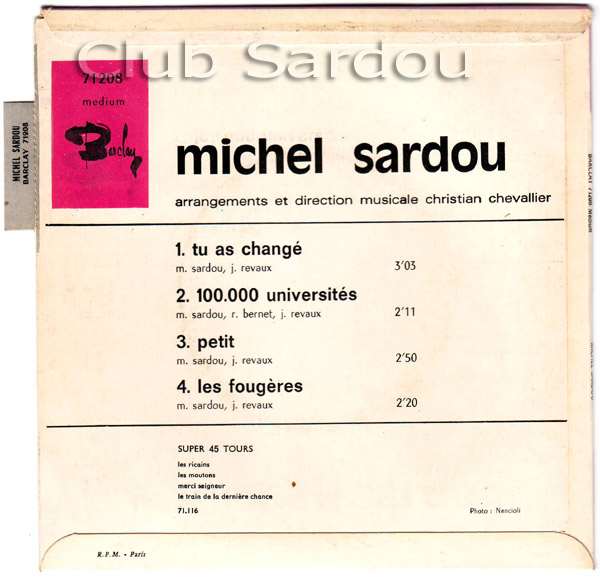 Club Sardou
71208
medium
Barclay
MICHEL SARDOU
BARCLAY 71208
michel sardou
arrangements et direction musicale christian chevallier
1. tu as changé
m. sardou, j. revaux 3'03
2. 100.000 universités
m. sardou, r. bernet, j. revaux 2'11
3. petit
m. sardou, j. revaux 2'50
4. les fougères
m. sardou, j. revaux 2'20
SUPER 45 TOURS
les ricains
les moutons
merci seigneur
le train de la dernière chance
71.116
Photo : Nencioli
R.P.M. - Paris